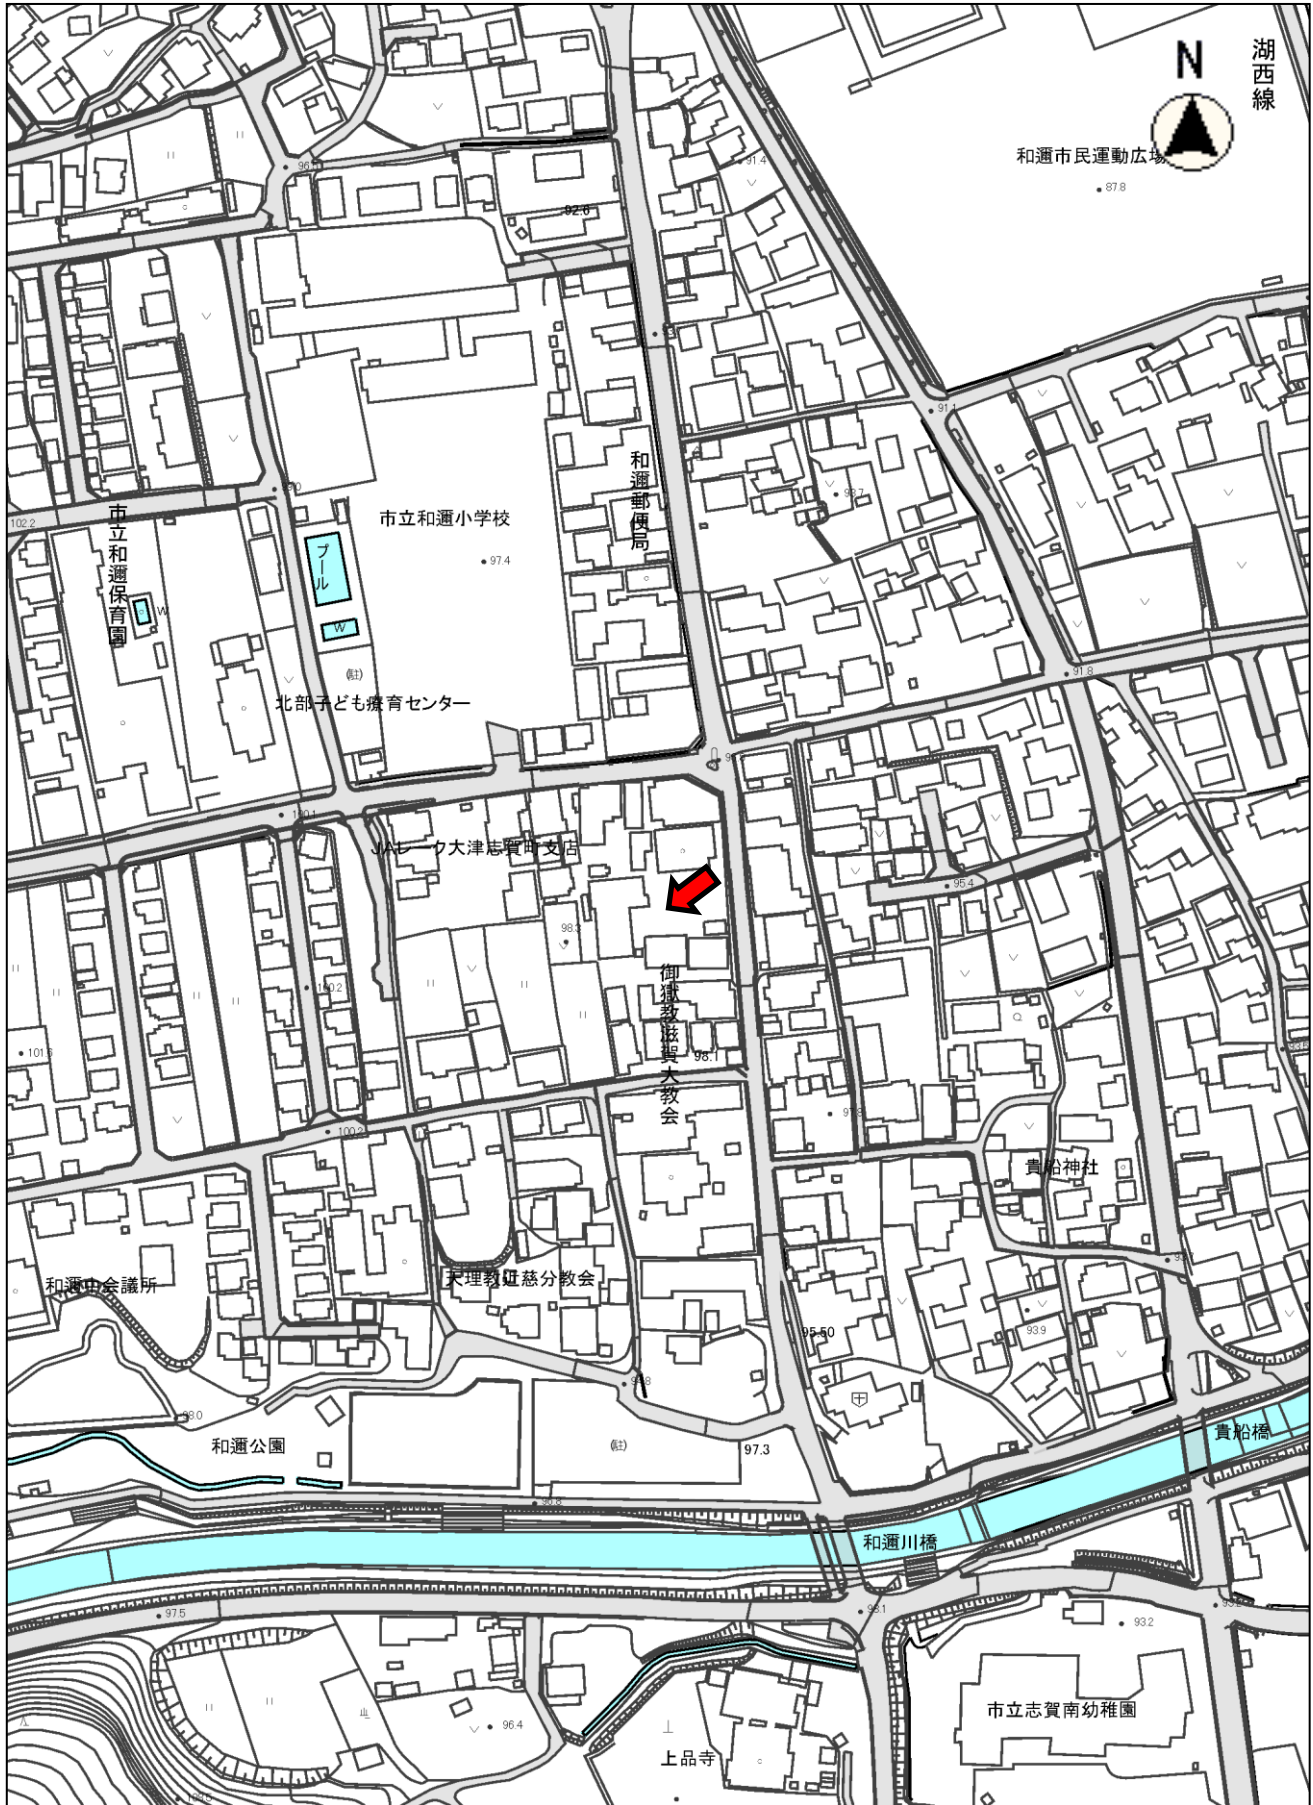 N
湖西線
91.4
和邇市民運動広場
87.8
92.6
91.1
和邇郵便局
93.7
102.2
市立和邇保育園
市立和邇小学校
プール
97.4
W
W
(駐)
北部子ども療育センター
91.8
100.1
JAレーク大津志賀町支店
95.4
98.3
御嶽教滋賀大教会
100.2
101.6
98.1
97.8
100.2
貴船神社
和邇中会議所
天理教近慈分教会
95.50
93.9
98.0
和邇公園
(駐)
97.3
貴船橋
96.8
和邇川橋
97.5
98.1
93.2
96.4
市立志賀南幼稚園
上品寺